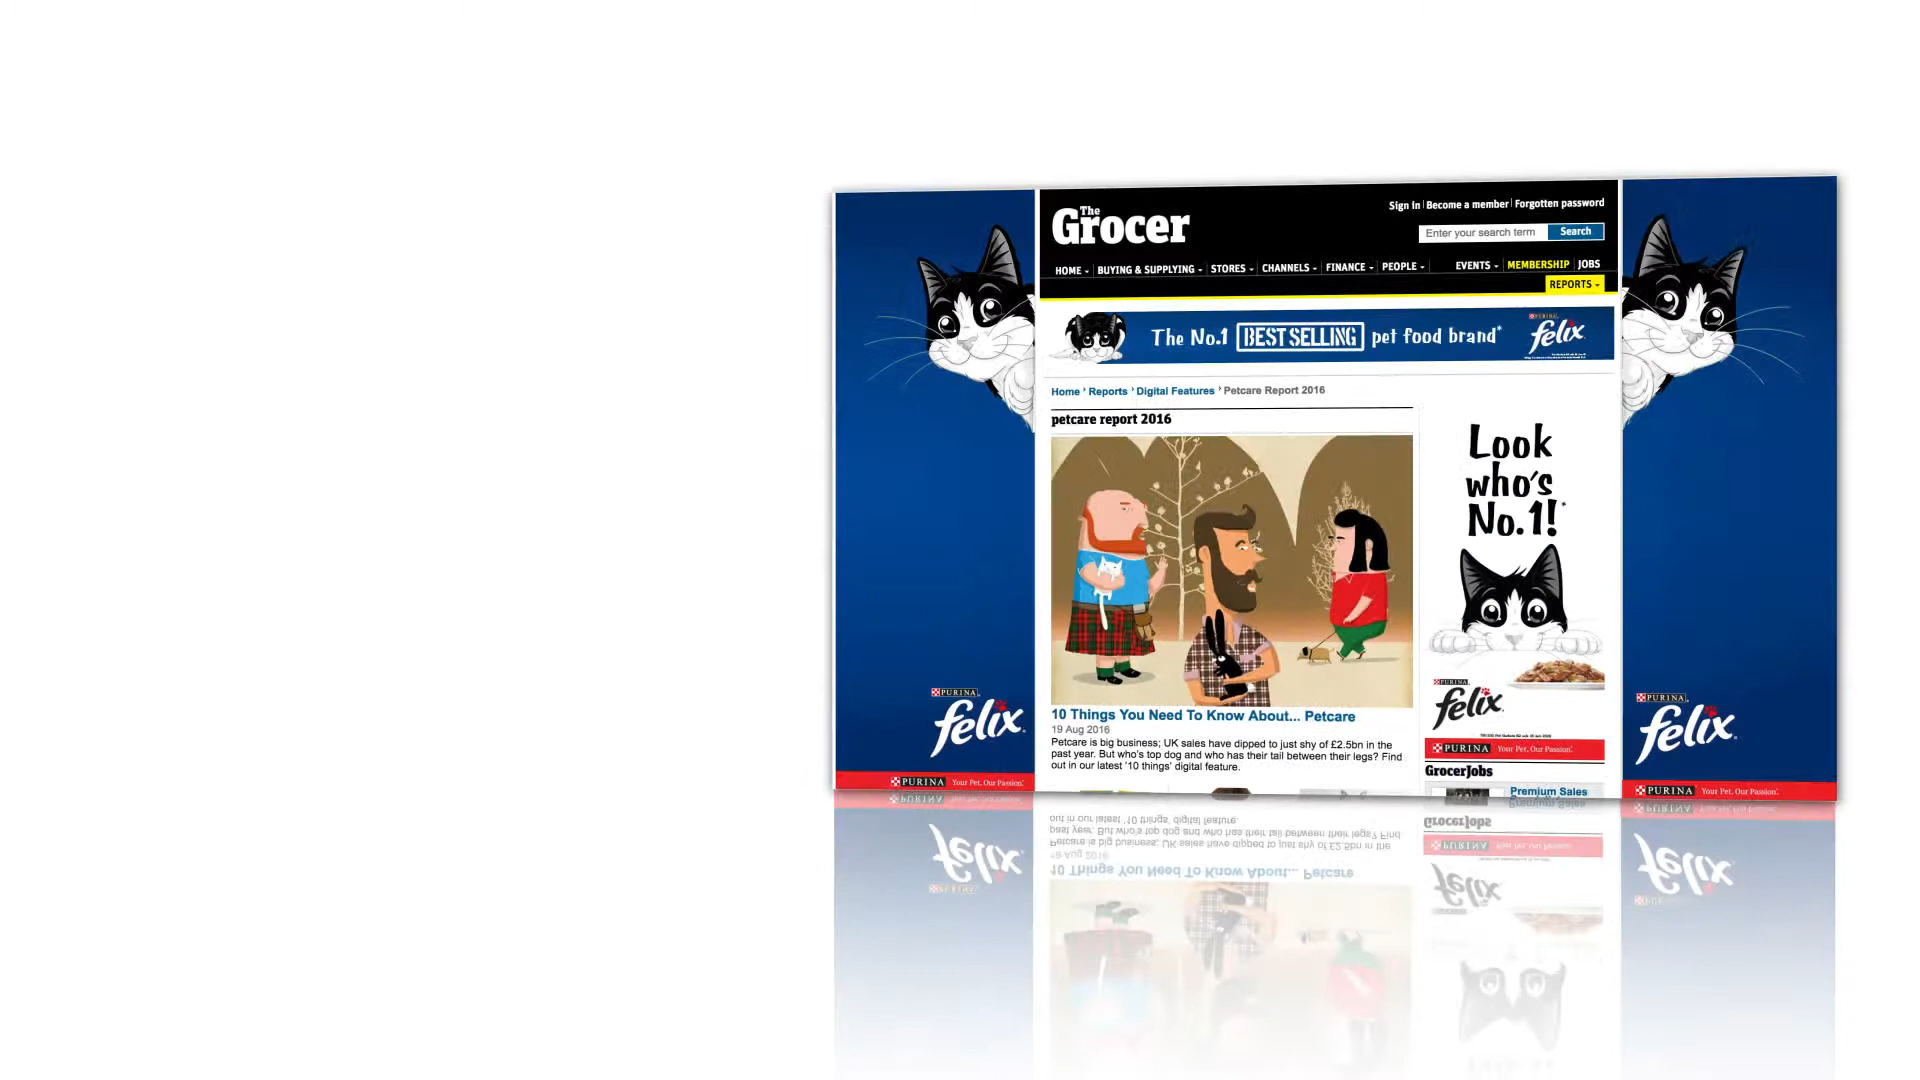 The Grocer
Sign In | Become a member | Forgotten password
Enter your search term Search
HOME BUYING & SUPPLYING STORES CHANNELS FINANCE PEOPLE EVENTS MEMBERSHIP JOBS
REPORTS
The No.1 BEST SELLING pet food brand* PURINA felix
Home › Reports › Digital Features › Petcare Report 2016
petcare report 2016
Look
who's
No.1!*
PURINA
felix
PURINA Your Pet, Our Passion.
10 Things You Need To Know About... Petcare
19 Aug 2016
Petcare is big business; UK sales have dipped to just shy of £2.5bn in the
past year. But who's top dog and who has their tail between their legs? Find
out in our latest '10 things' digital feature.
GrocerJobs
Premium Sales
PURINA
felix
PURINA Your Pet, Our Passion.
PURINA
felix
PURINA Your Pet, Our Passion.